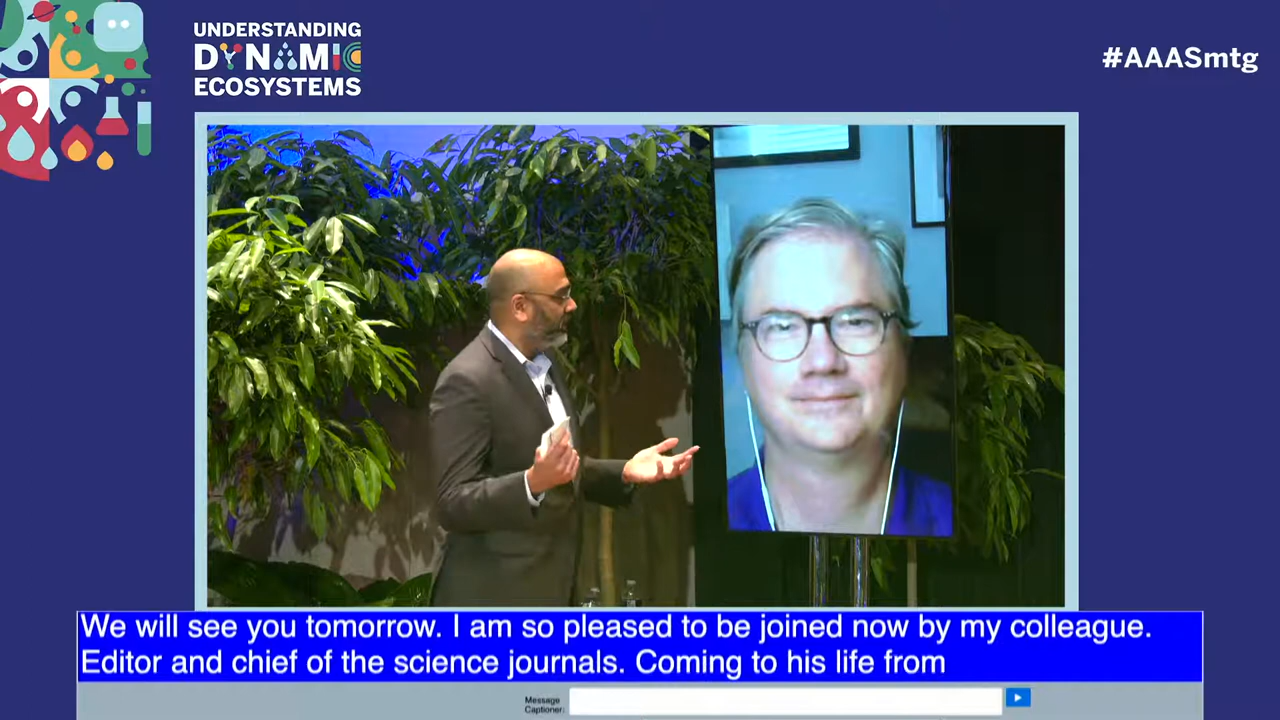 UNDERSTANDING
DYNAMIC
ECOSYSTEMS
#AAASmtg
We will see you tomorrow. I am so pleased to be joined now by my colleague.
Editor and chief of the science journals. Coming to his life from
Message
Captioner: